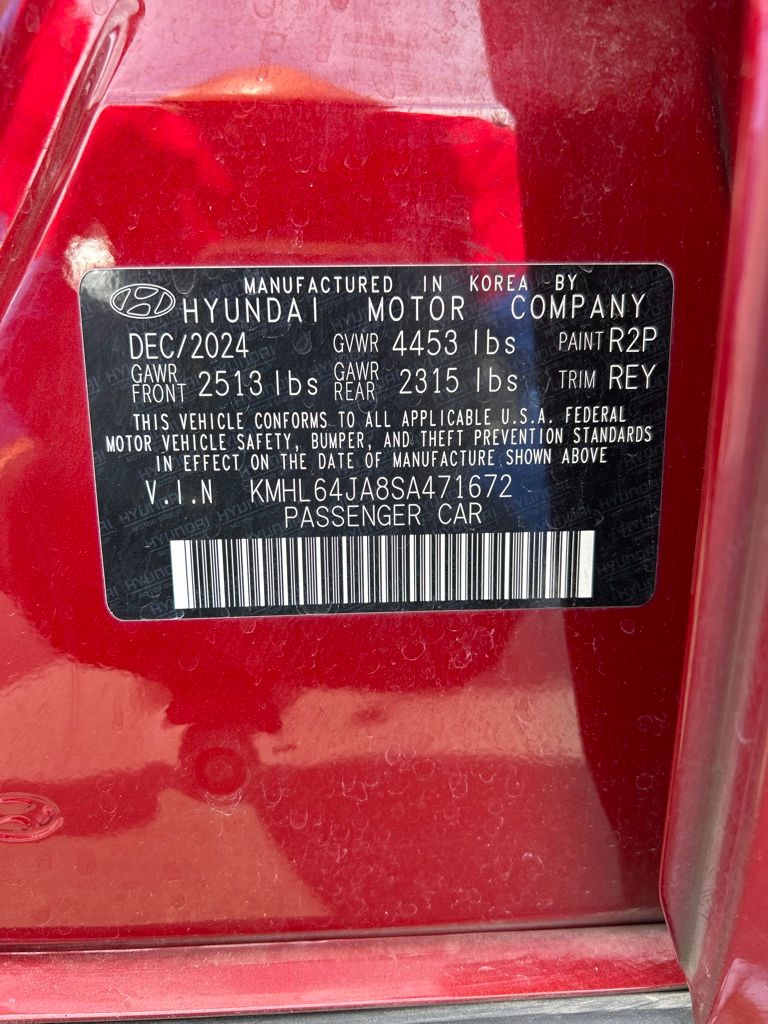 MANUFACTURED IN KOREA BY
HYUNDAI MOTOR COMPANY
DEC/2024 GVWR 4453 lbs PAINT R2P
GAWR FRONT 2513 lbs GAWR REAR 2315 lbs TRIM REY
THIS VEHICLE CONFORMS TO ALL APPLICABLE U.S.A. FEDERAL
MOTOR VEHICLE SAFETY, BUMPER, AND THEFT PREVENTION STANDARDS
IN EFFECT ON THE DATE OF MANUFACTURE SHOWN ABOVE
V.I.N KMHL64JA8SA471672
PASSENGER CAR